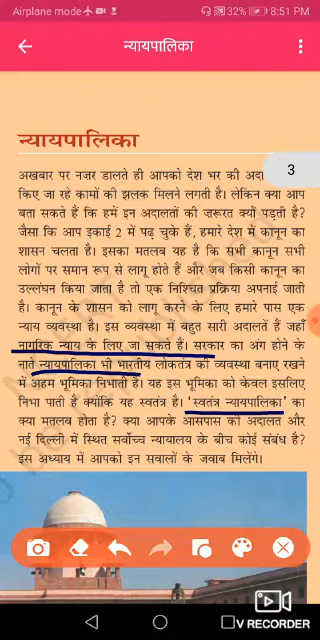 Airplane mode 32% 8:51 PM
न्यायपालिका
न्यायपालिका
अखबार पर नज़र डालते ही आपको देश भर की अदा
किए जा रहे कामों की झलक मिलने लगती है। लेकिन क्या आप
3
बता सकते हैं कि हमें इन अदालतों की ज़रूरत क्यों पड़ती है?
जैसा कि आप इकाई 2 में पढ़ चुके हैं, हमारे देश में कानून का
शासन चलता है। इसका मतलब यह है कि सभी कानून सभी
लोगों पर समान रूप से लागू होते हैं और जब किसी कानून का
उल्लंघन किया जाता है तो एक निश्चित प्रक्रिया अपनाई जाती
है। कानून के शासन को लागू करने के लिए हमारे पास एक
न्याय व्यवस्था है। इस व्यवस्था में बहुत सारी अदालतें हैं जहाँ
नागरिक न्याय के लिए जा सकते हैं। सरकार का अंग होने के
नाते न्यायपालिका भी भारतीय लोकतंत्र की व्यवस्था बनाए रखने
में अहम भूमिका निभाती है। यह इस भूमिका को केवल इसलिए
निभा पाती है क्योंकि यह स्वतंत्र है। ‘स्वतंत्र न्यायपालिका’ का
क्या मतलब होता है? क्या आपके आसपास की अदालत और
नई दिल्ली में स्थित सर्वोच्च न्यायालय के बीच कोई संबंध है?
इस अध्याय में आपको इन सवालों के जवाब मिलेंगे।
V RECORDER